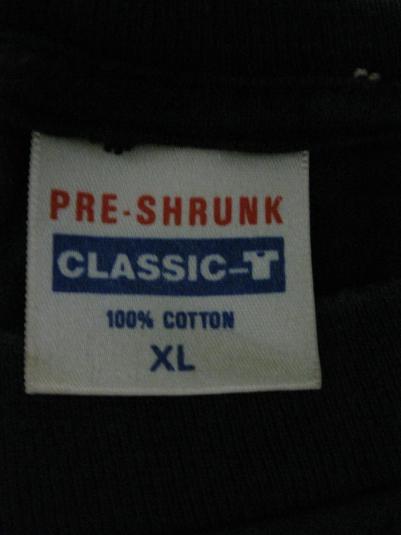 PRE-SHRUNK
CLASSIC-T
100% COTTON
XL